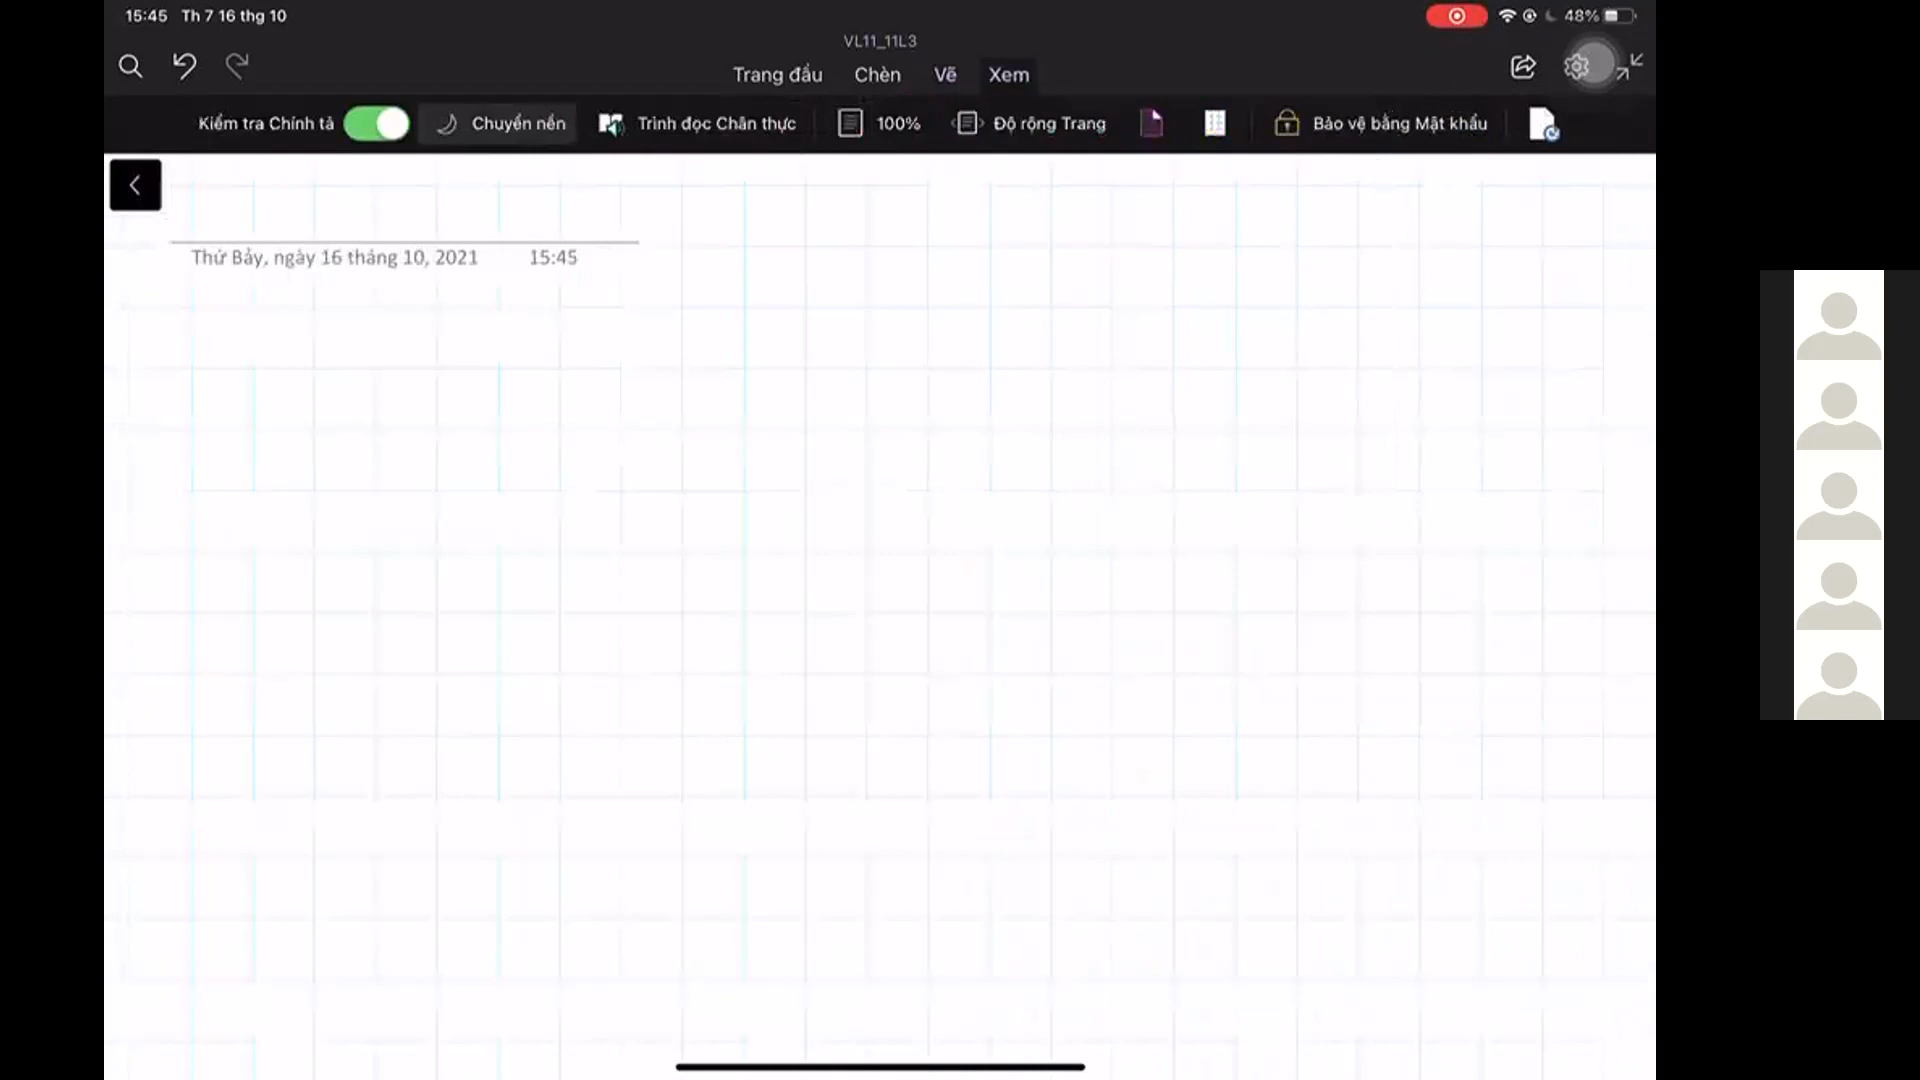 15:45 Th 7 16 thg 10
48%
VL11_11L3
Trang đầu Chèn Vẽ Xem
Kiểm tra Chính tả Chuyển nền Trình đọc Chân thực 100% Độ rộng Trang Bảo vệ bằng Mật khẩu
Thứ Bảy, ngày 16 tháng 10, 2021 15:45